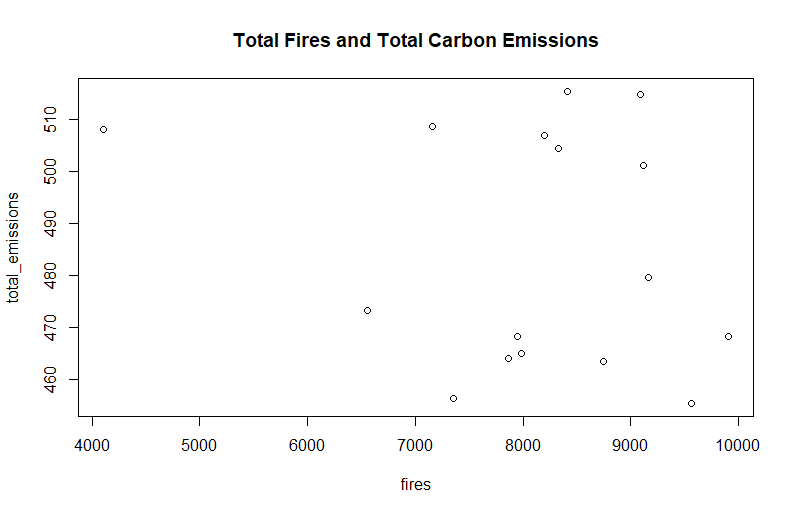 Total Fires and Total Carbon Emissions
total_emissions
510
500
490
480
470
460
4000 5000 6000 7000 8000 9000 10000
fires